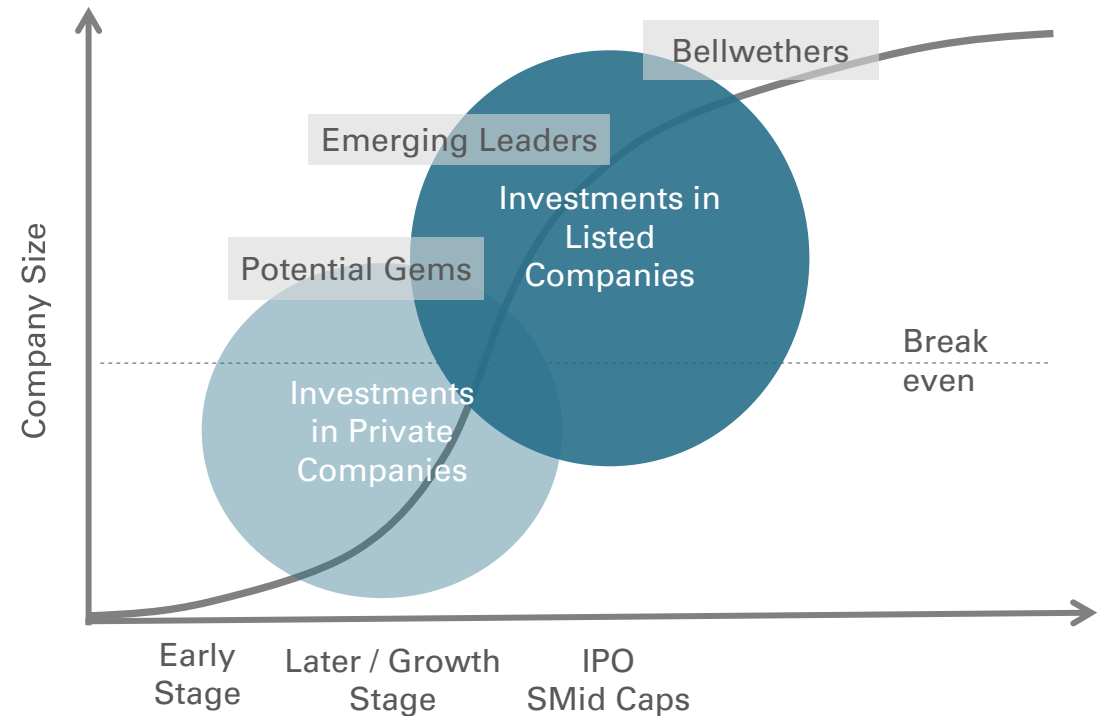 Bellwethers
Emerging Leaders
Investments in
Listed
Companies
Potential Gems
Company Size
Break
even
Investments
in Private
Companies
Early
Stage
Later / Growth
Stage
IPO
SMid Caps